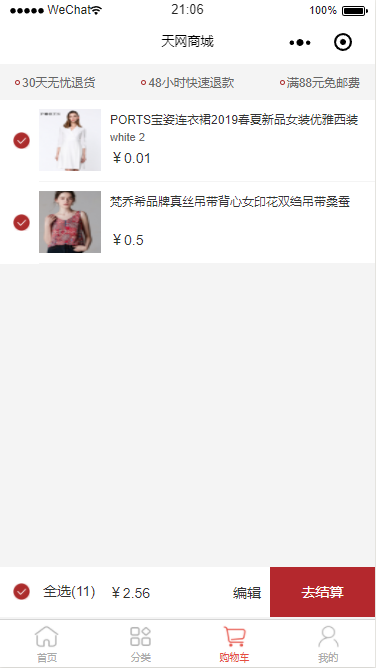 WeChat
21:06
100%
天网商城
30天无忧退货
48小时快速退款
满88元免邮费
PORTS宝姿连衣裙2019春夏新品女装优雅西装
white 2
￥0.01
梵乔希品牌真丝吊带背心女印花双绉吊带桑蚕
￥0.5
全选(11)
￥2.56
编辑
去结算
首页
分类
购物车
我的